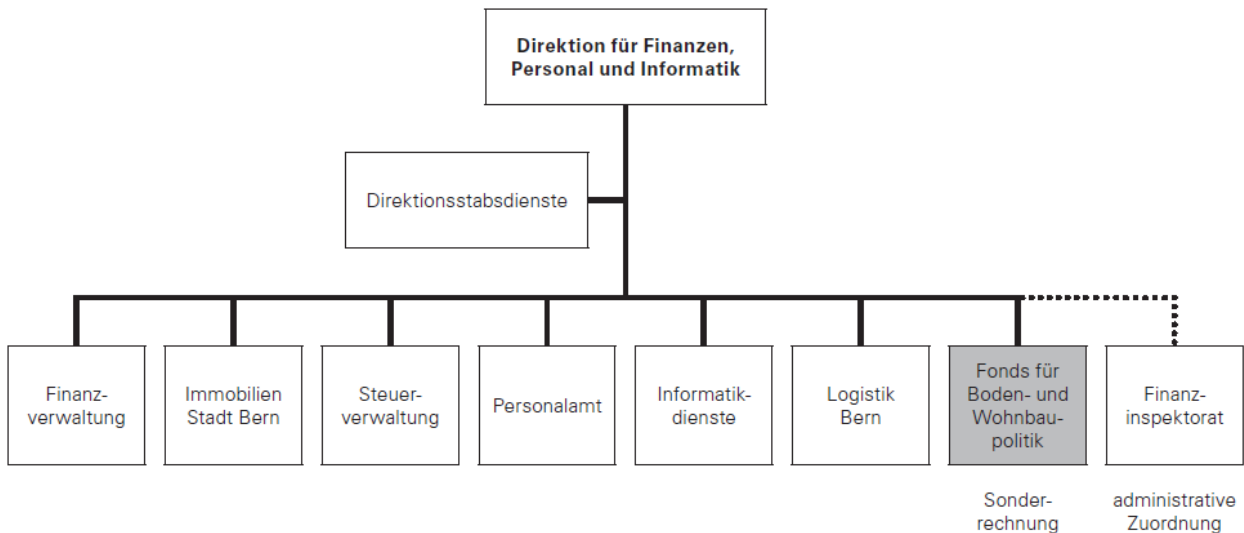 Direktion für Finanzen,
Personal und Informatik
Direktionsstabsdienste
Finanz-
verwaltung
Immobilien
Stadt Bern
Steuer-
verwaltung
Personalamt
Informatik-
dienste
Logistik
Bern
Fonds für
Boden- und
Wohnbau-
politik
Finanz-
inspektorat
Sonder-
rechnung
administrative
Zuordnung